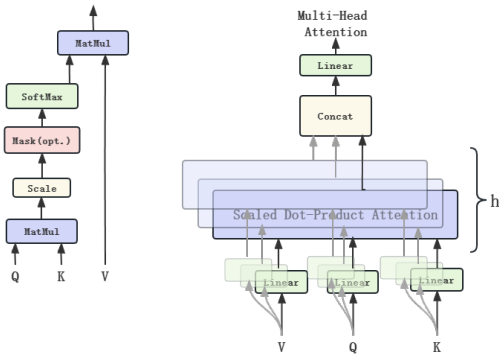 MatMul
SoftMax
Mask(opt.)
Scale
MatMul
Q K V
Multi-Head
Attention
Linear
Concat
Scaled Dot-Product Attention
h
Linear Linear Linear
V Q K